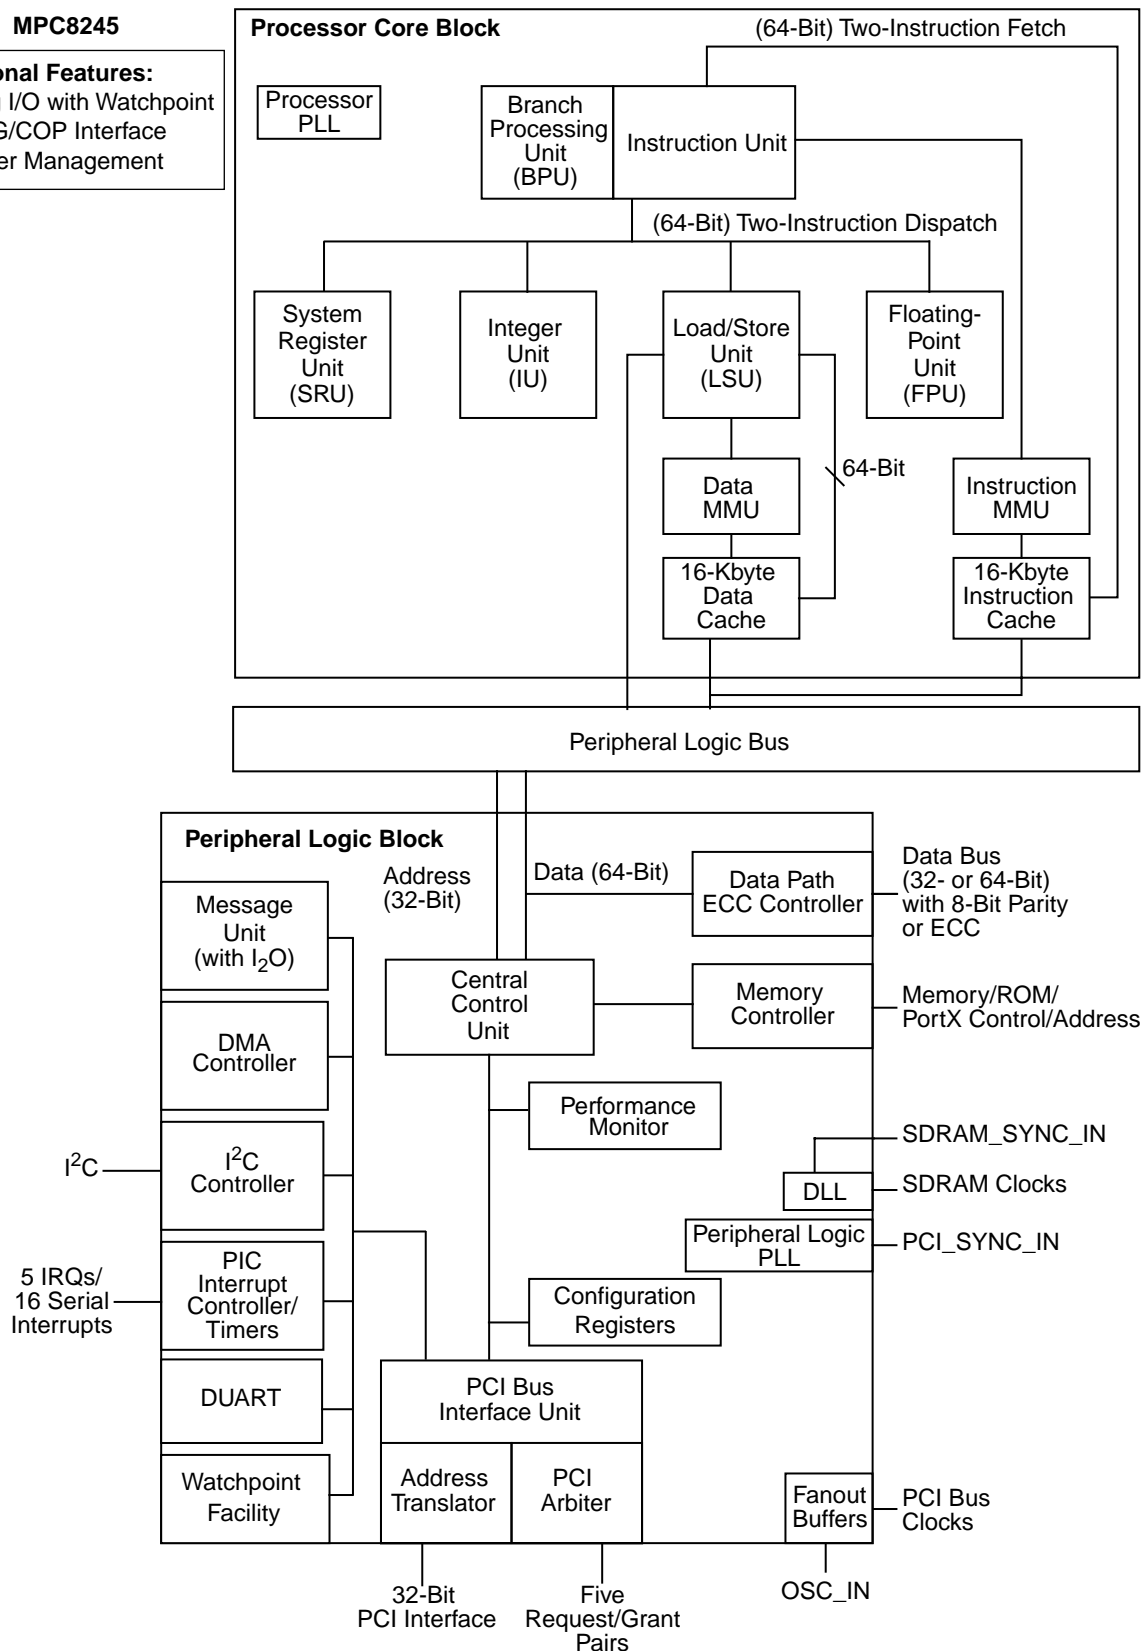 MPC8245
Features:
I/O with Watchpoint
/COP Interface
Management
Processor Core Block
(64-Bit) Two-Instruction Fetch
Processor
PLL
Branch
Processing
Unit
(BPU)
Instruction Unit
(64-Bit) Two-Instruction Dispatch
System
Register
Unit
(SRU)
Integer
Unit
(IU)
Load/Store
Unit
(LSU)
Floating-
Point
Unit
(FPU)
64-Bit
Data
MMU
Instruction
MMU
16-Kbyte
Data
Cache
16-Kbyte
Instruction
Cache
Peripheral Logic Bus
Peripheral Logic Block
Address
(32-Bit)
Data (64-Bit)
Data Path
ECC Controller
Data Bus
(32- or 64-Bit)
with 8-Bit Parity
or ECC
Message
Unit
(with I2O)
Central
Control
Unit
Memory
Controller
Memory/ROM/
PortX Control/Address
DMA
Controller
Performance
Monitor
I2C
I2C
Controller
SDRAM_SYNC_IN
DLL
SDRAM Clocks
Peripheral Logic
PLL
PCI_SYNC_IN
5 IRQs/
16 Serial
Interrupts
PIC
Interrupt
Controller/
Timers
Configuration
Registers
DUART
PCI Bus
Interface Unit
Watchpoint
Facility
Address
Translator
PCI
Arbiter
Fanout
Buffers
PCI Bus
Clocks
32-Bit
PCI Interface
Five
Request/Grant
Pairs
OSC_IN